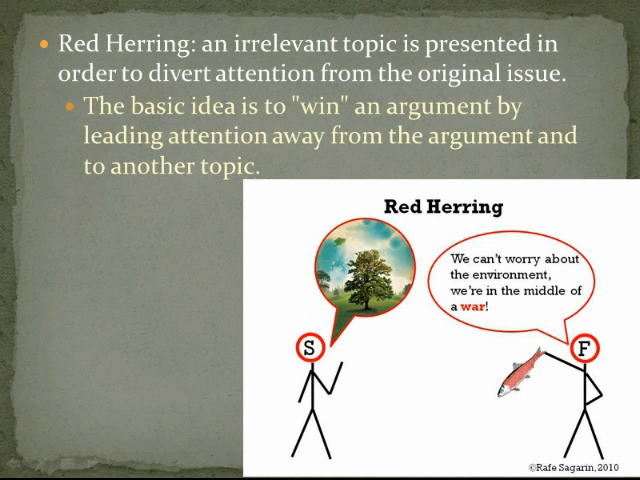 Red Herring: an irrelevant topic is presented in
order to divert attention from the original issue.
The basic idea is to "win" an argument by
leading attention away from the argument and
to another topic.
Red Herring
We can't worry about
the environment,
we're in the middle of
a war!
S
F
©Rafe Sagarin, 2010